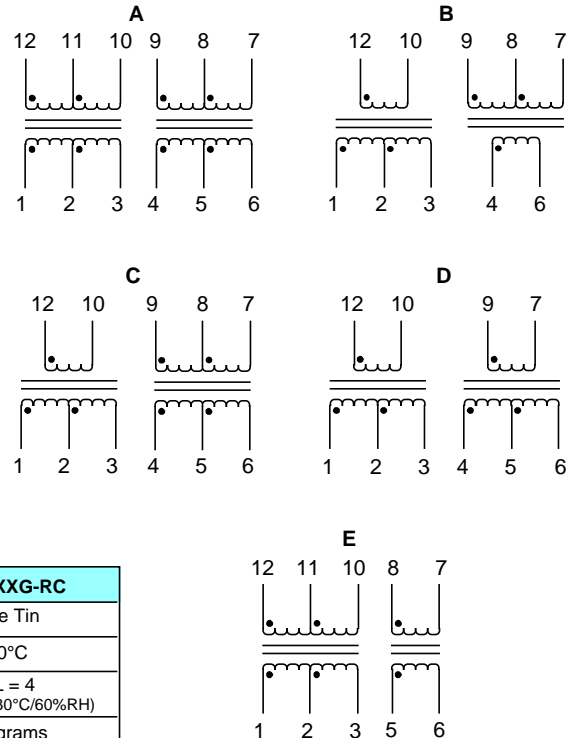 A
B
12 11 10 9 8 7
12 10 9 8 7
1 2 3 4 5 6
1 2 3 4 6
C
D
12 10 9 8 7
12 10 9 7
1 2 3 4 5 6
1 2 3 4 5 6
E
12 11 10 8 7
1 2 3 5 6
XXG-RC
Tin
= 4
/60%RH)